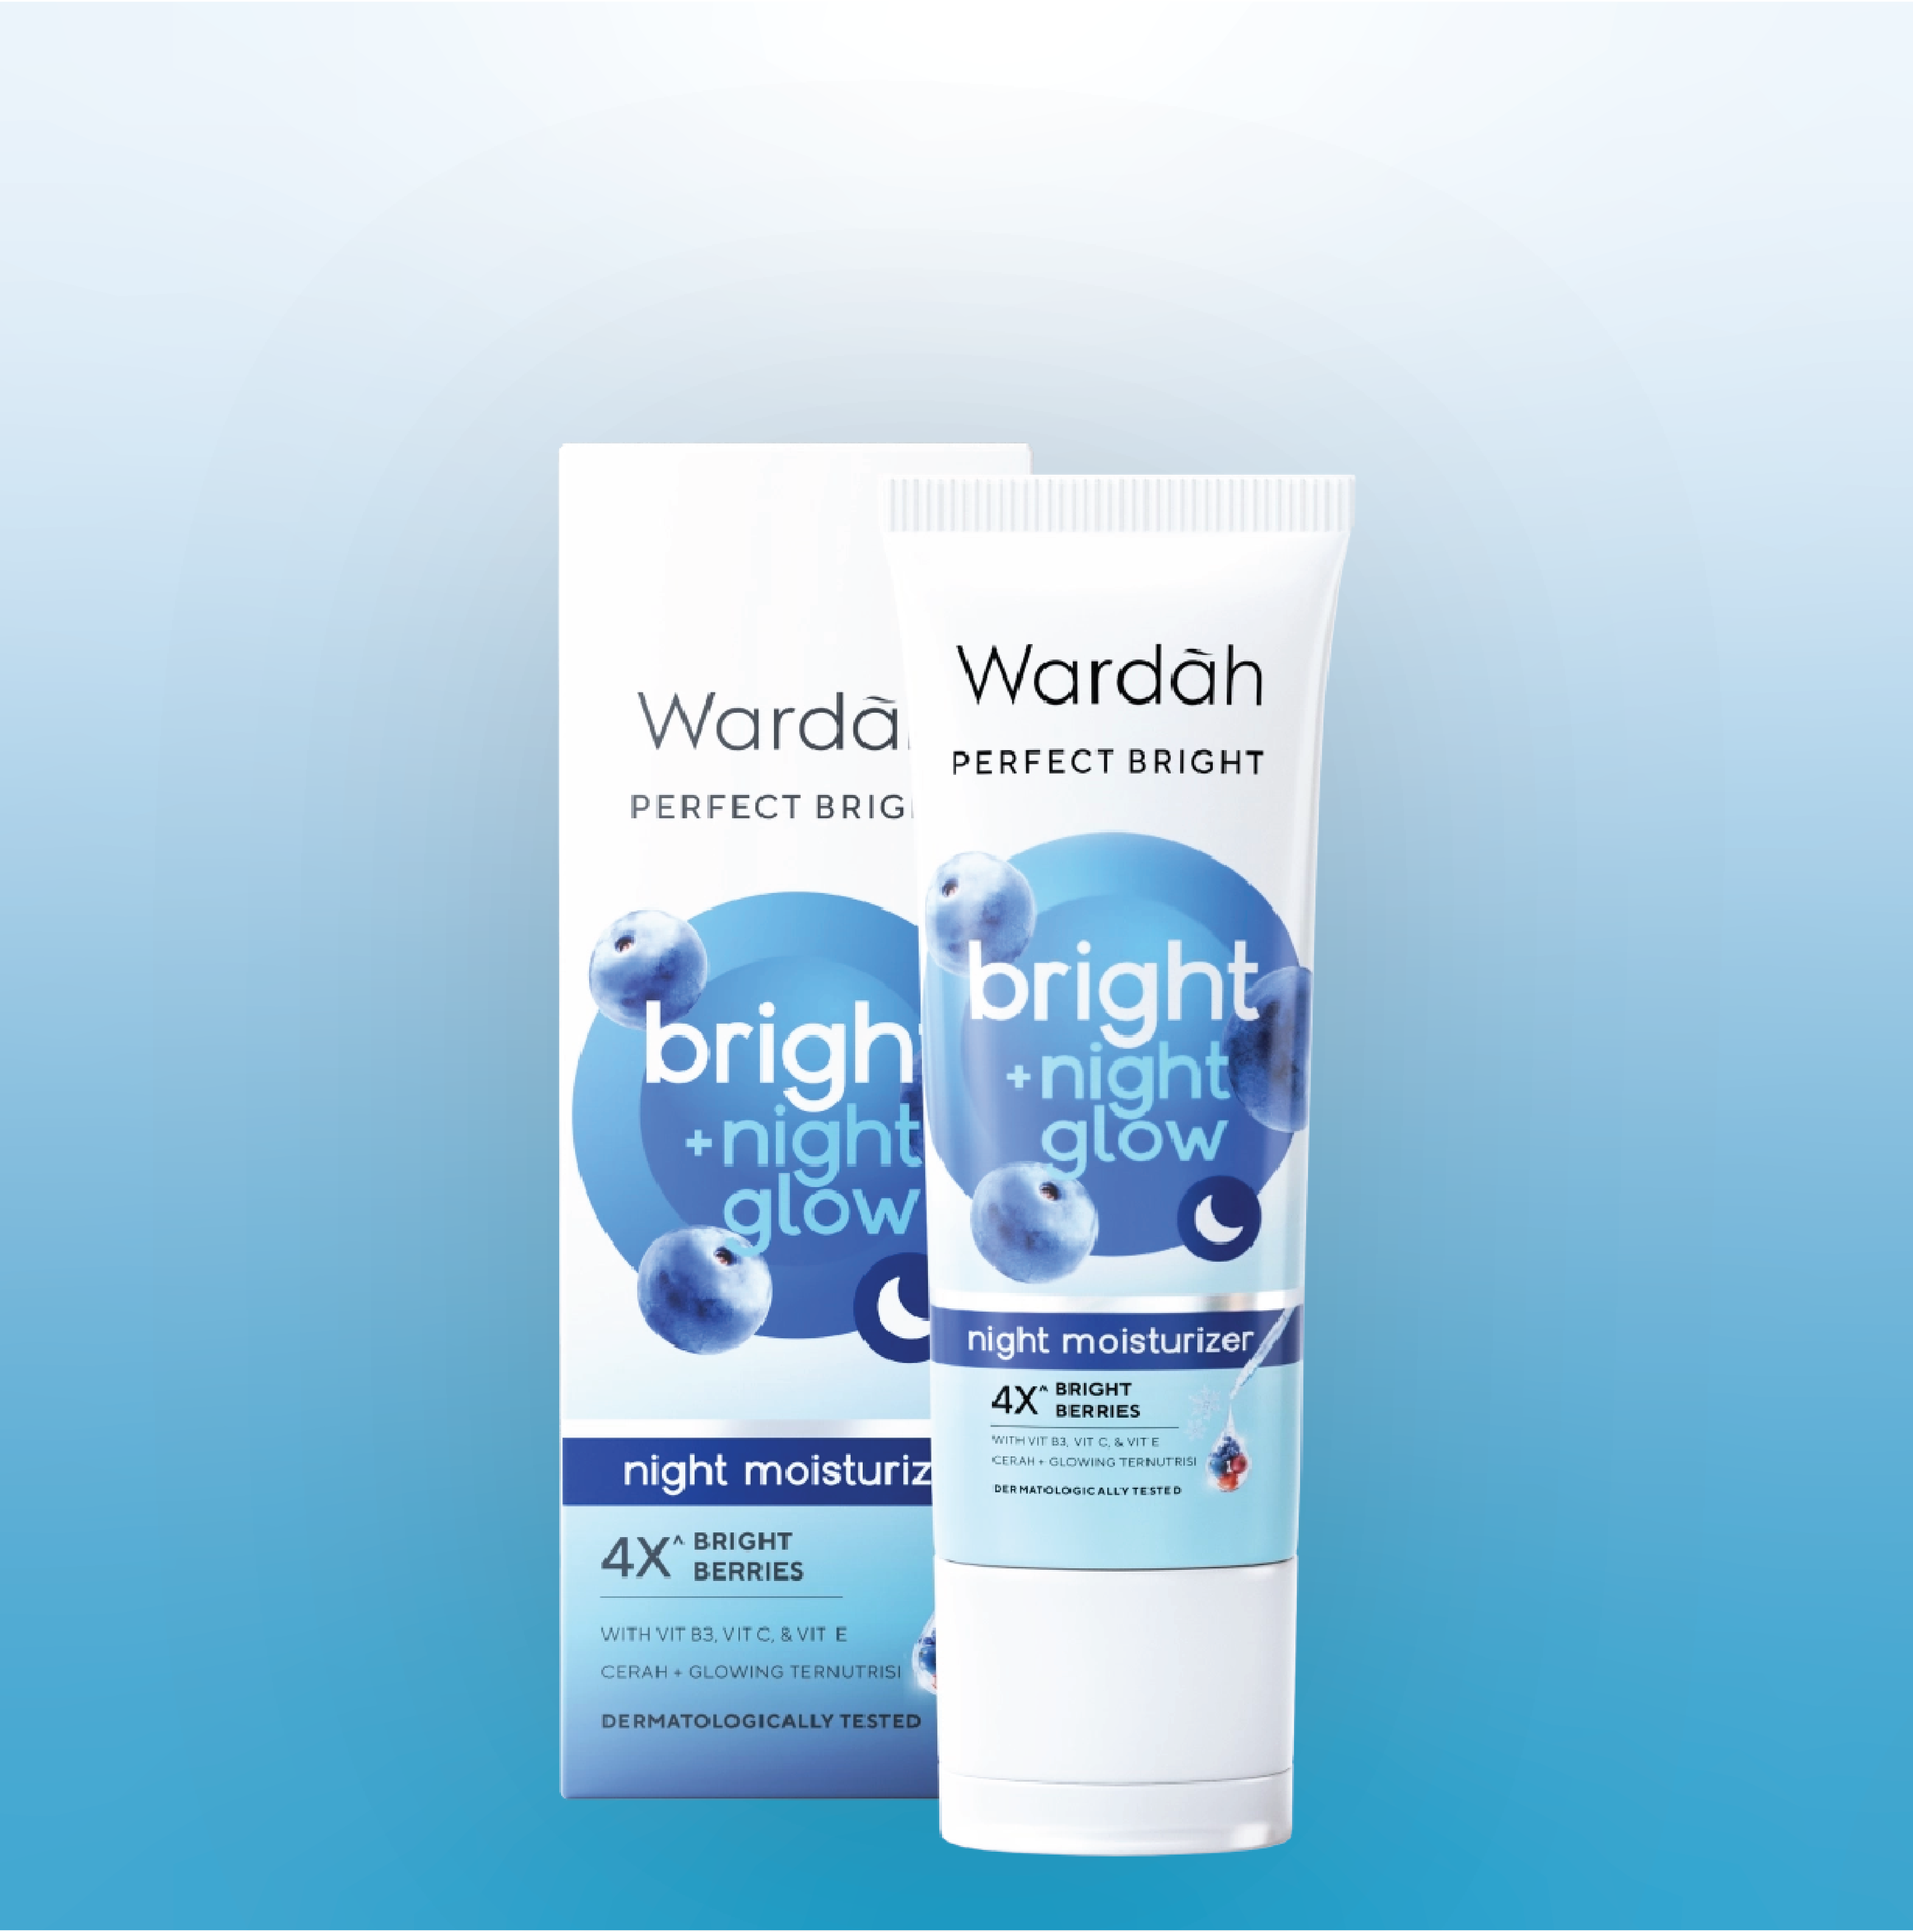 Wardah
PERFECT BRIG
brigh
+night
glow
night moisturiz
4X^ BRIGHT
BERRIES
WITH VIT B3, VIT C, & VIT E
CERAH + GLOWING TERNUTRISI
DERMATOLOGICALLY TESTED
Wardah
PERFECT BRIGHT
bright
+night
glow
night moisturizer
4X^ BRIGHT
BERRIES
WITH VIT B3, VIT C, & VIT E
CERAH + GLOWING TERNUTRISI
DERMATOLOGICALLY TESTED